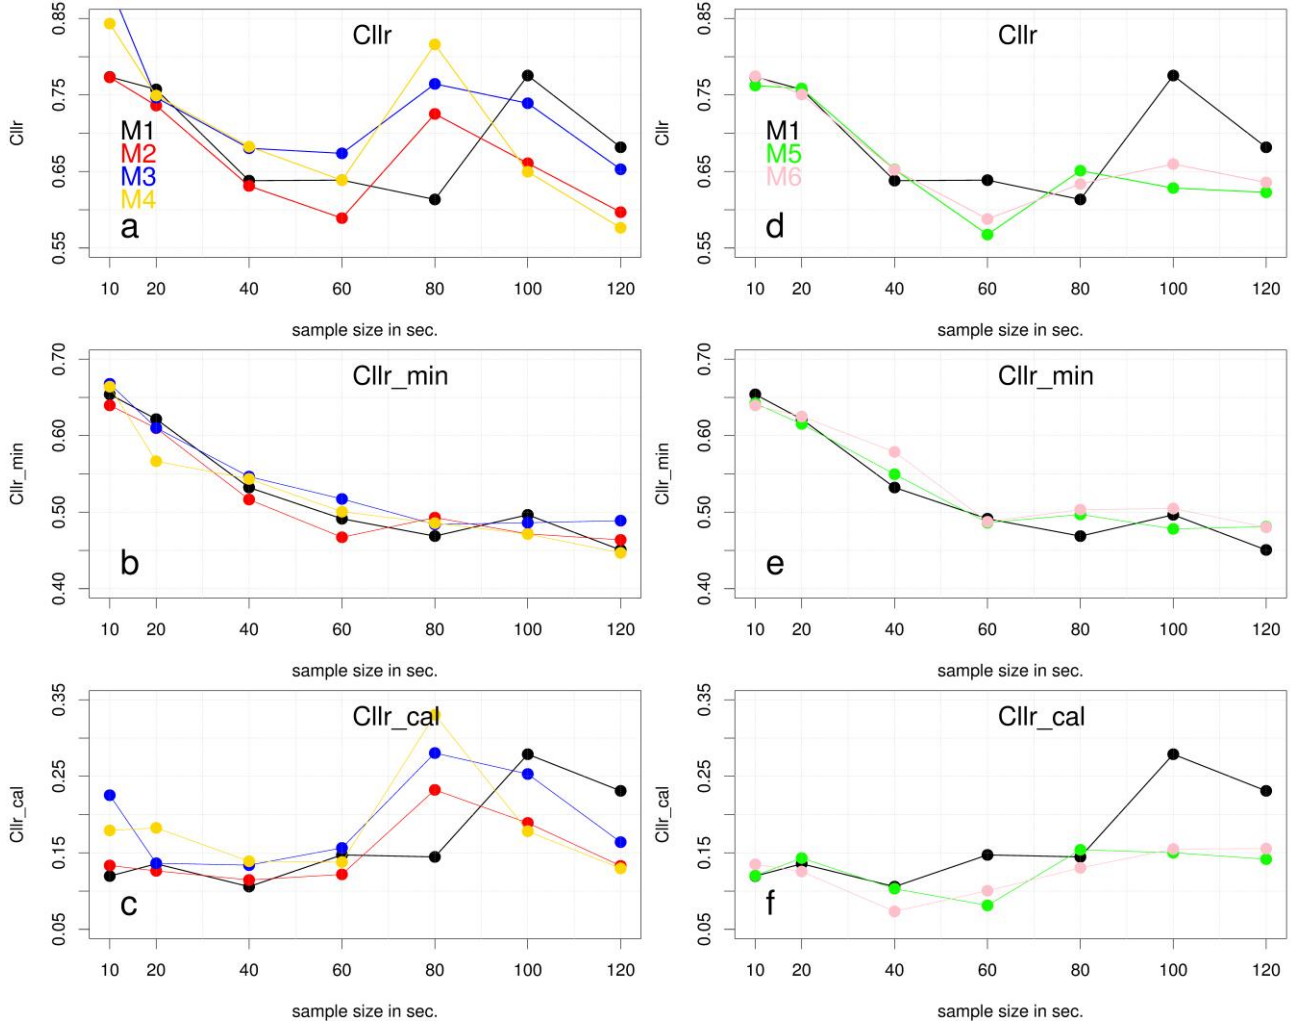 Cllr
0.85
0.75
0.65
0.55
Cllr
M1
M2
M3
M4
a
10 20 40 60 80 100 120
sample size in sec.
Cllr
0.85
0.75
0.65
0.55
Cllr
M1
M5
M6
d
10 20 40 60 80 100 120
sample size in sec.
Cllr_min
0.70
0.60
0.50
0.40
Cllr_min
b
10 20 40 60 80 100 120
sample size in sec.
Cllr_min
0.70
0.60
0.50
0.40
Cllr_min
e
10 20 40 60 80 100 120
sample size in sec.
Cllr_cal
0.35
0.25
0.15
0.05
Cllr_cal
c
10 20 40 60 80 100 120
sample size in sec.
Cllr_cal
0.35
0.25
0.15
0.05
Cllr_cal
f
10 20 40 60 80 100 120
sample size in sec.